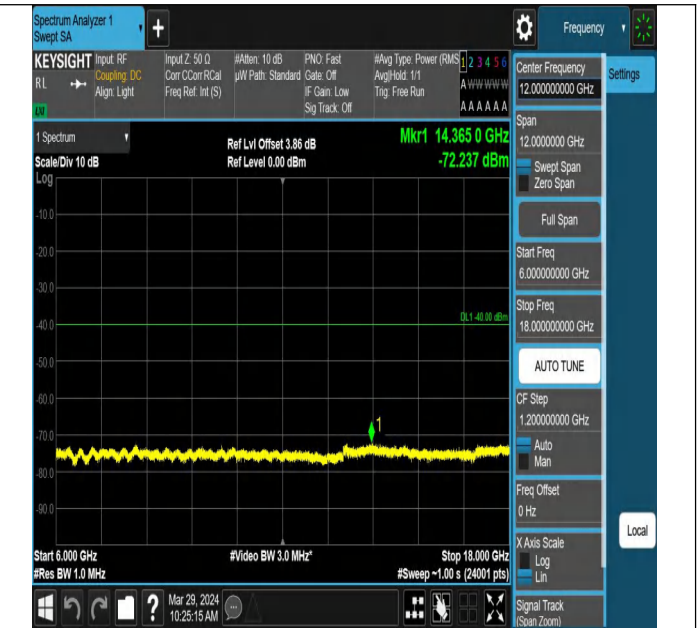 Spectrum Analyzer 1
Swept SA
+
Frequency
KEYSIGHT
RL
Input: RF
Coupling: DC
Align: Light
Input Z: 50 Ω
Corr CCorr RCal
Freq Ref: Int (S)
#Atten: 10 dB
µW Path: Standard
PNO: Fast
Gate: Off
IF Gain: Low
Sig Track: Off
#Avg Type: Power (RMS
Avg|Hold: 1/1
Trig: Free Run
1 2 3 4 5 6
A W W W W W
A A A A A A
LXI
1 Spectrum
Scale/Div 10 dB
Log
Ref Lvl Offset 3.86 dB
Ref Level 0.00 dBm
Mkr1 14.365 0 GHz
-72.237 dBm
-10.0
-20.0
-30.0
-40.0
-50.0
-60.0
-70.0
-80.0
-90.0
DL1 -40.00 dBm
1
Start 6.000 GHz
#Res BW 1.0 MHz
#Video BW 3.0 MHz*
Stop 18.000 GHz
#Sweep ~1.00 s (24001 pts)
?
Mar 29, 2024
10:25:15 AM
Center Frequency
12.000000000 GHz
Settings
Span
12.0000000 GHz
Swept Span
Zero Span
Full Span
Start Freq
6.000000000 GHz
Stop Freq
18.000000000 GHz
AUTO TUNE
CF Step
1.200000000 GHz
Auto
Man
Freq Offset
0 Hz
X Axis Scale
Log
Lin
Local
Signal Track
(Span Zoom)